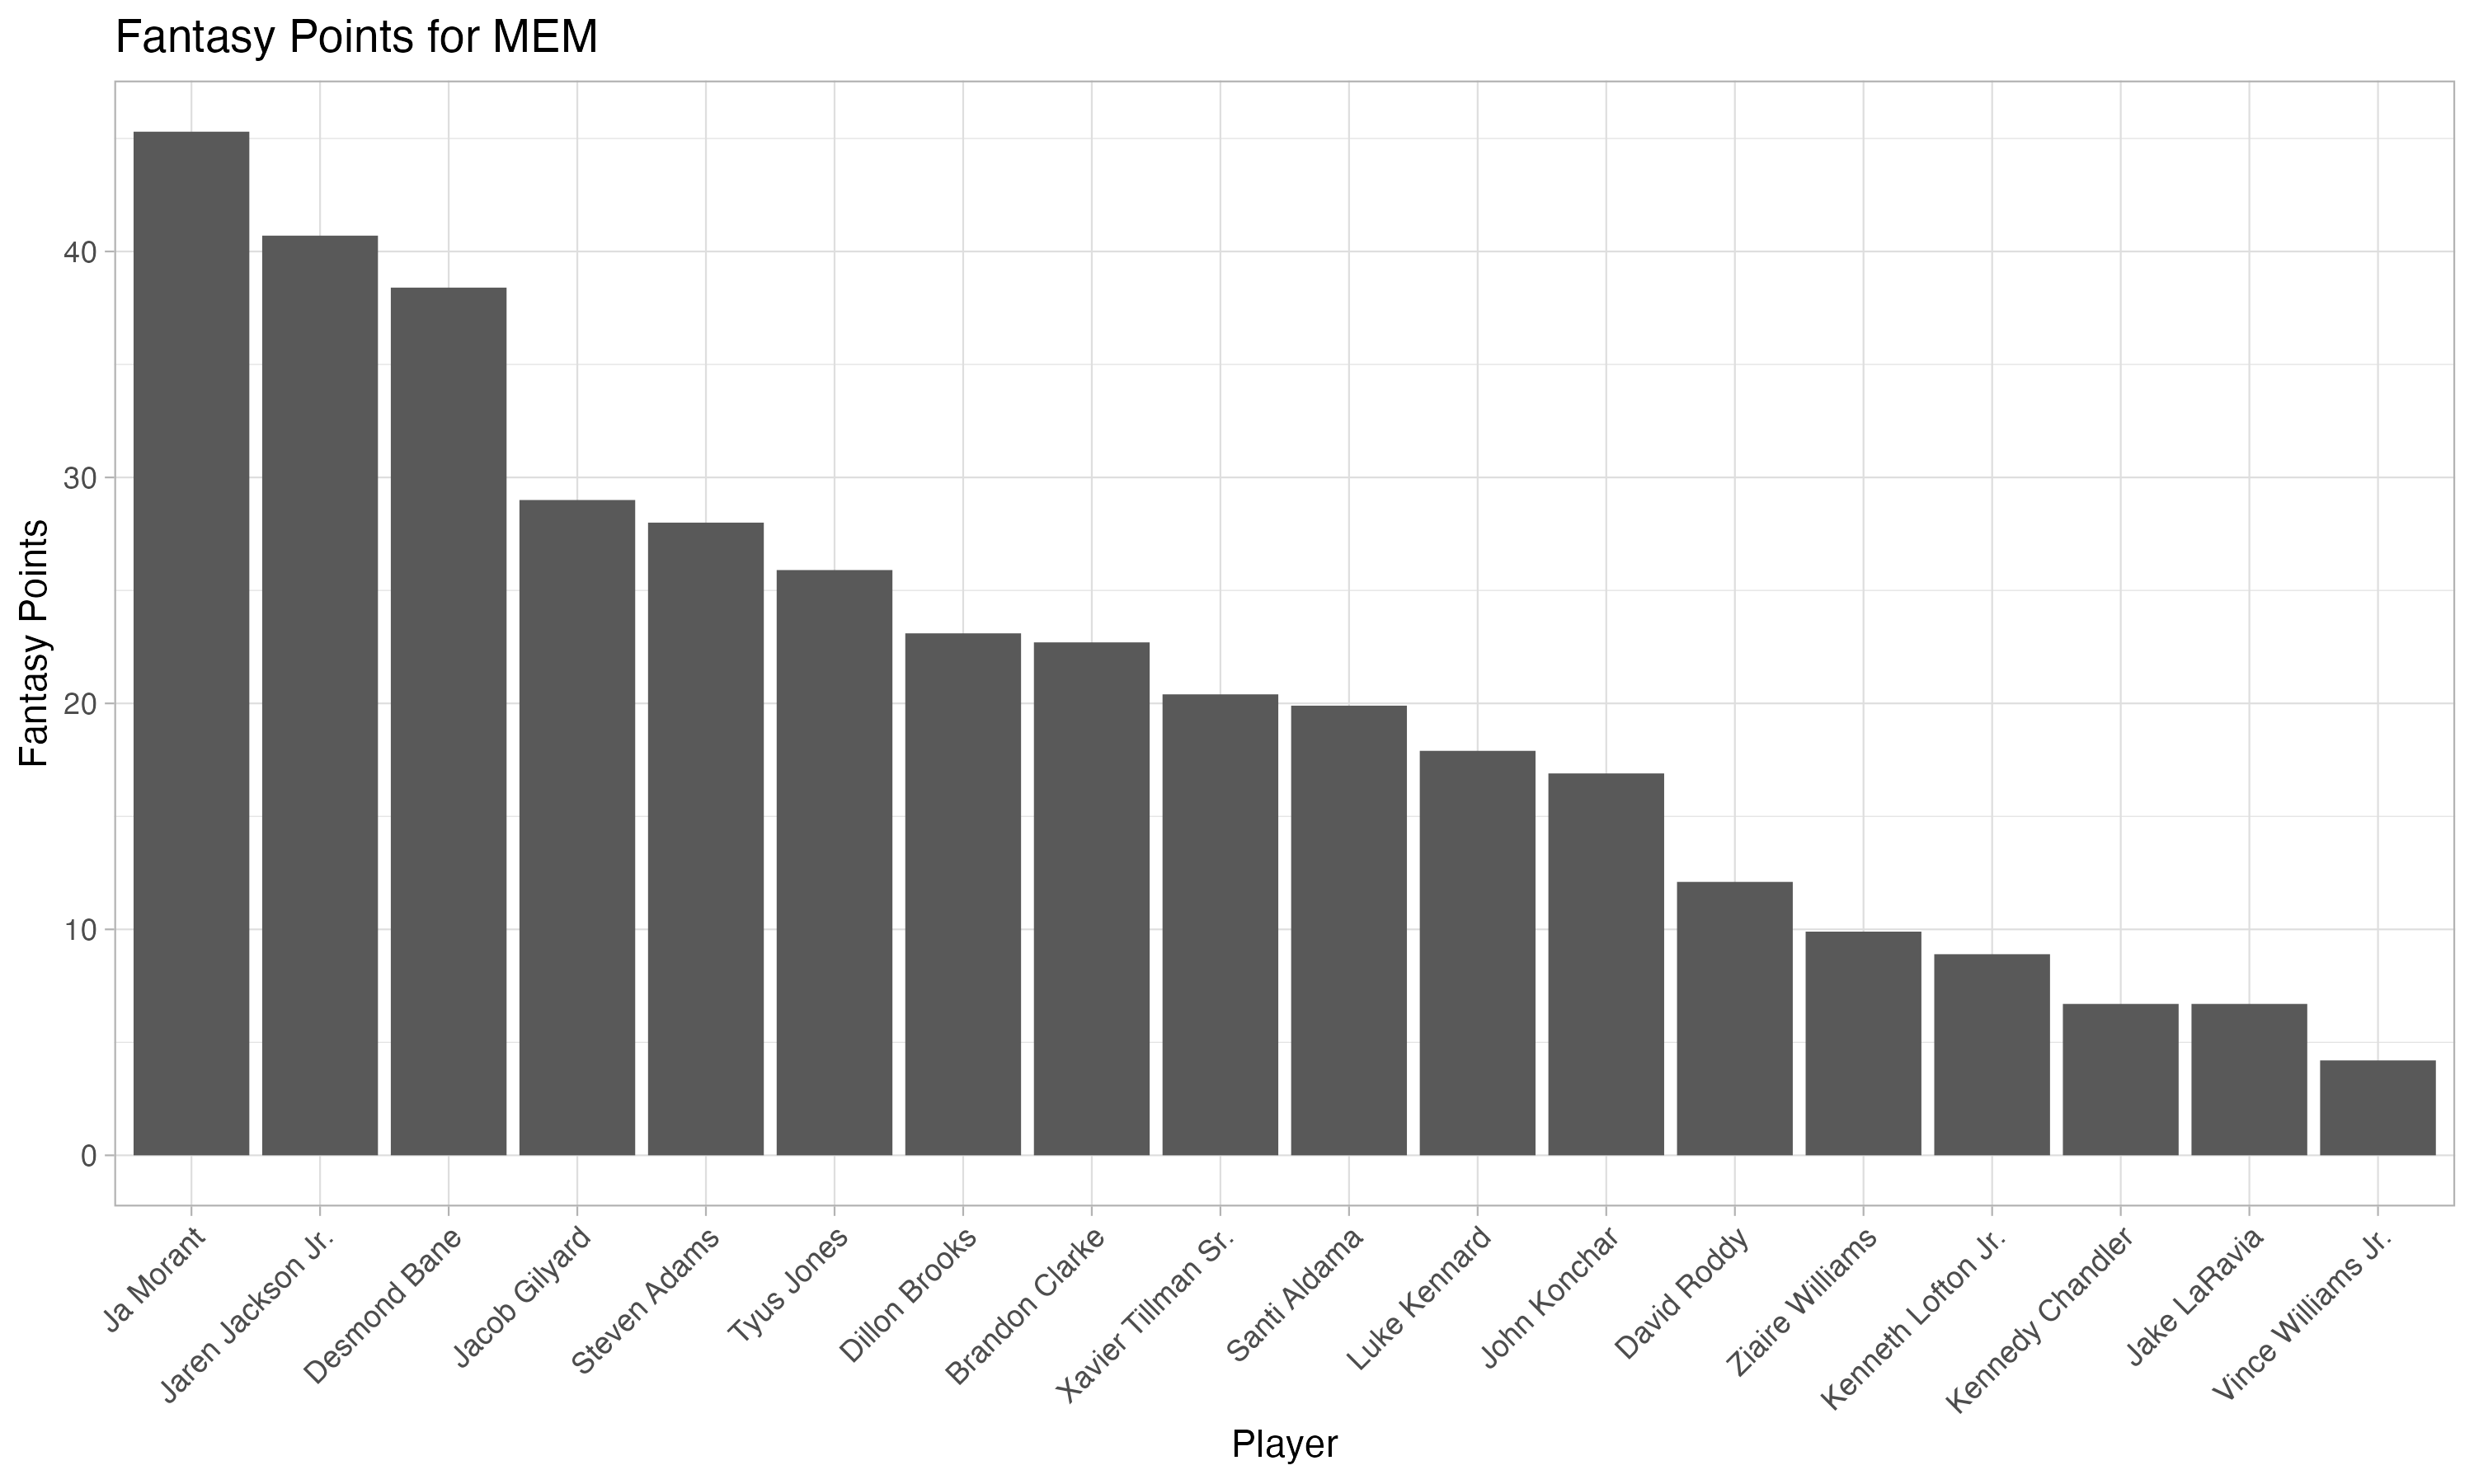 Fantasy Points for MEM
Fantasy Points
40
30
20
10
0
Ja Morant
Jaren Jackson Jr.
Desmond Bane
Jacob Gilyard
Steven Adams
Tyus Jones
Dillon Brooks
Brandon Clarke
Xavier Tillman Sr.
Santi Aldama
Luke Kennard
John Konchar
David Roddy
Ziaire Williams
Kenneth Lofton Jr.
Kennedy Chandler
Jake LaRavia
Vince Williams Jr.
Player